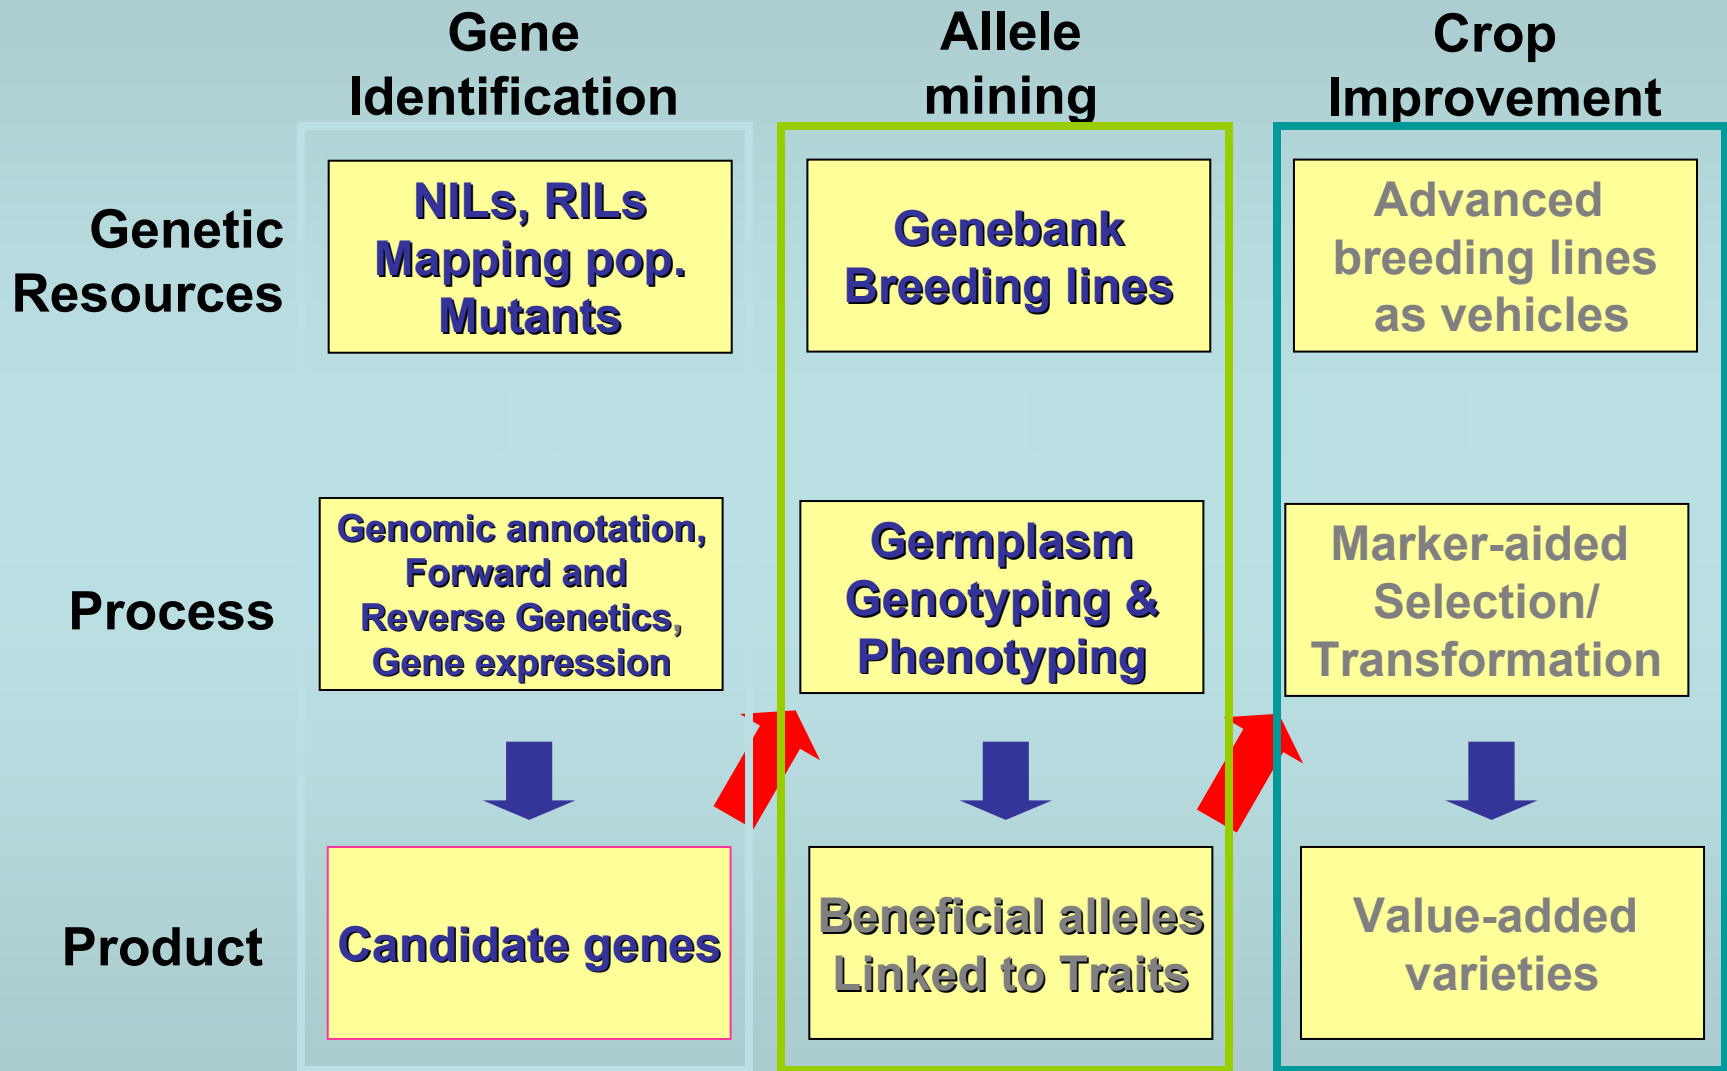 Gene
Identification
Allele
mining
Crop
Improvement
Genetic
Resources
NILs, RILs
Mapping pop.
Mutants
Genebank
Breeding lines
Advanced
breeding lines
as vehicles
Process
Genomic annotation,
Forward and
Reverse Genetics,
Gene expression
Germplasm
Genotyping &
Phenotyping
Marker-aided
Selection/
Transformation
Product
Candidate genes
Beneficial alleles
Linked to Traits
Value-added
varieties